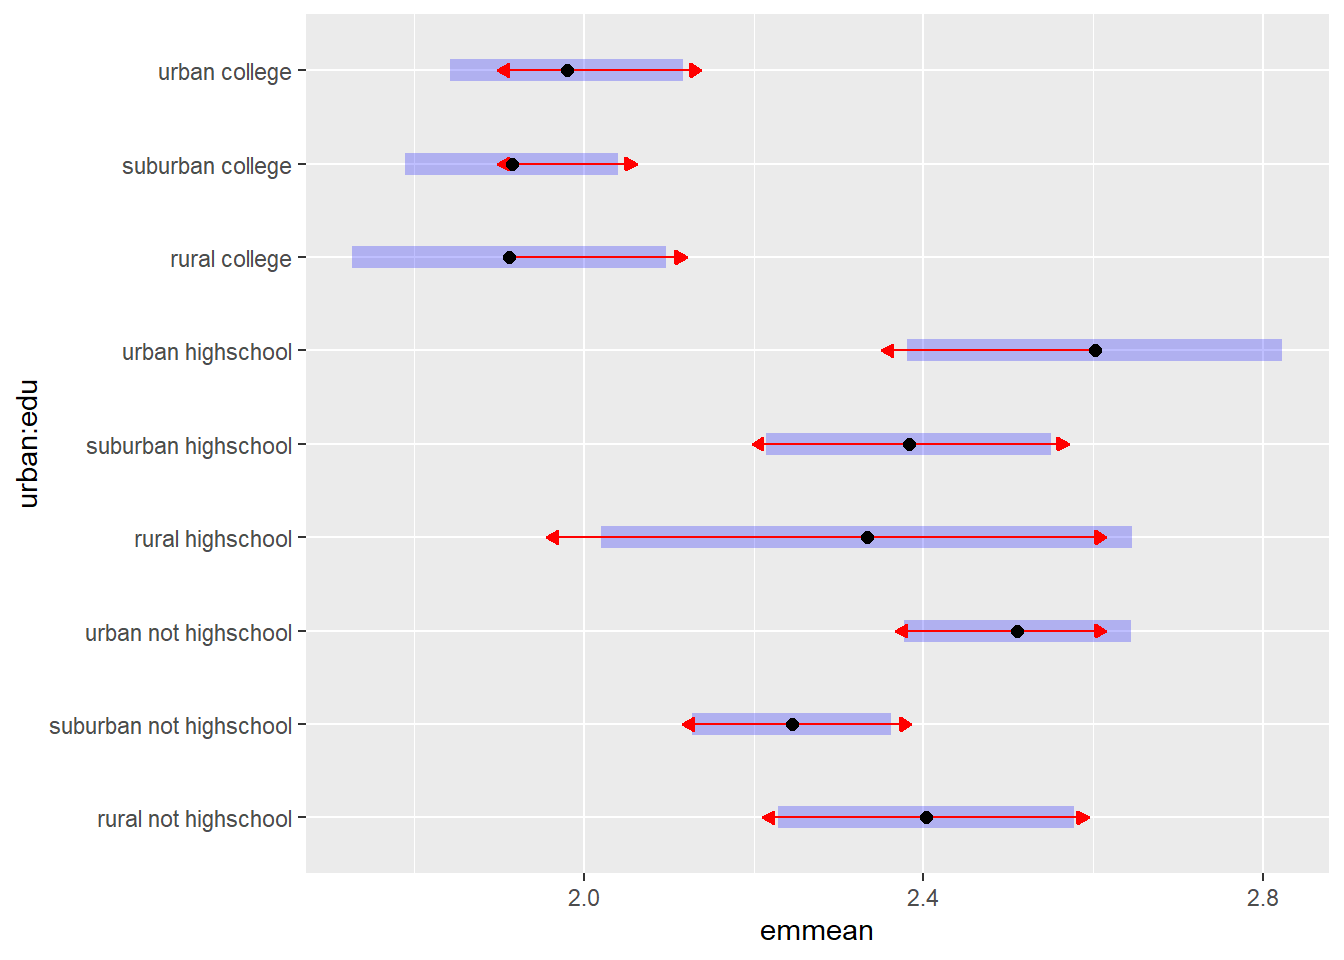 urban college
suburban college
rural college
urban highschool
suburban highschool
rural highschool
urban not highschool
suburban not highschool
rural not highschool
urban:edu
2.0 2.4 2.8
emmean